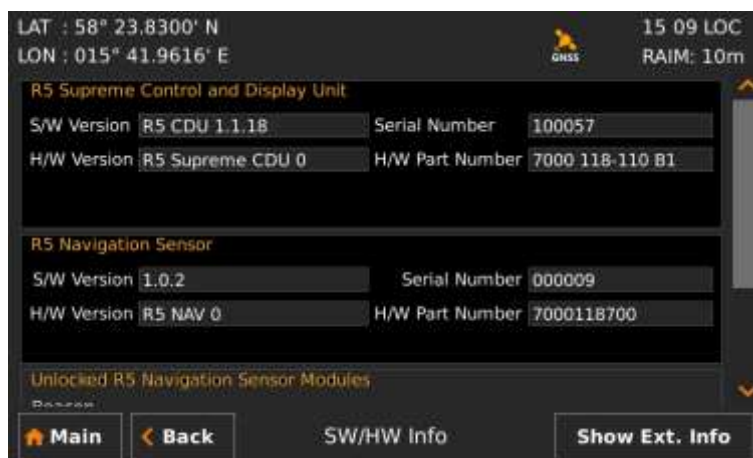 LAT : 58° 23.8300' N
LON : 015° 41.9616' E
GNSS
15 09 LOC
RAIM: 10m
R5 Supreme Control and Display Unit
S/W Version R5 CDU 1.1.18 Serial Number 100057
H/W Version R5 Supreme CDU 0 H/W Part Number 7000 118-110 B1
R5 Navigation Sensor
S/W Version 1.0.2 Serial Number 000009
H/W Version R5 NAV 0 H/W Part Number 7000118700
Unlocked R5 Navigation Sensor Modules
Beacon
Main Back SW/HW Info Show Ext. Info